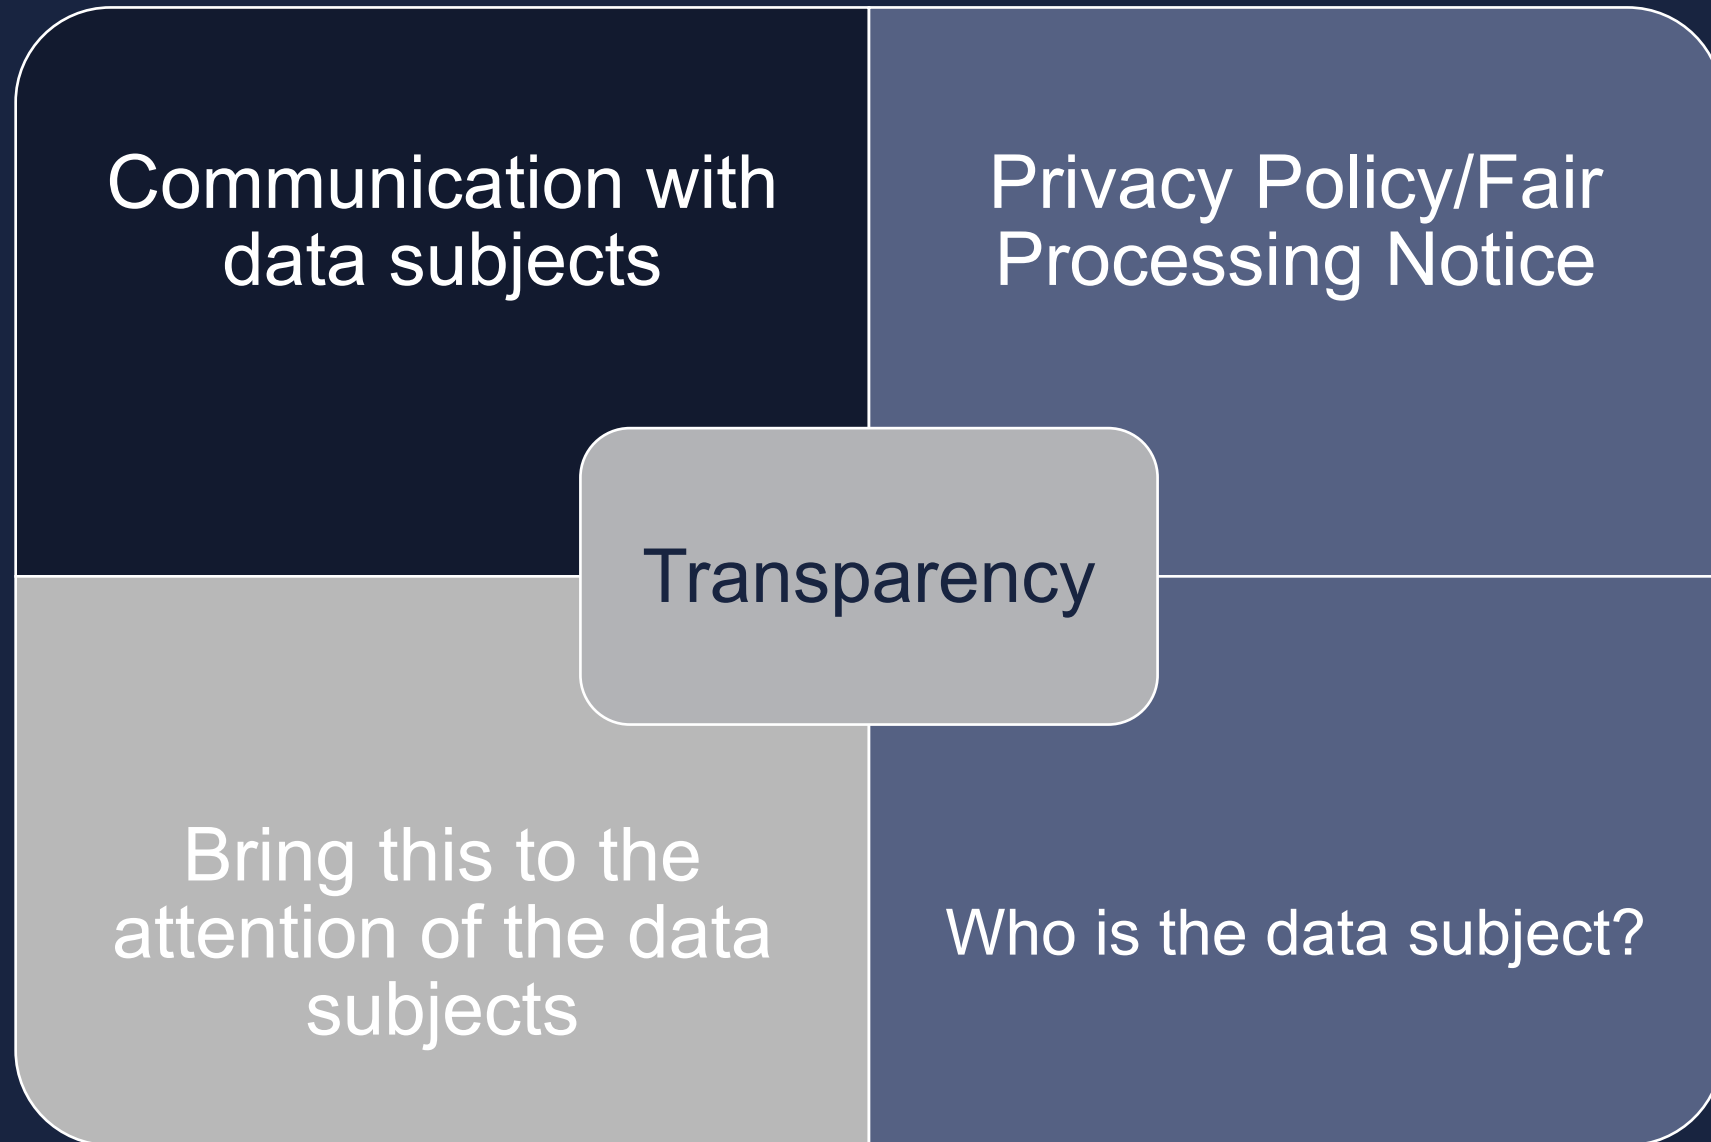 Communication with
data subjects
Privacy Policy/Fair
Processing Notice
Transparency
Bring this to the
attention of the data
subjects
Who is the data subject?